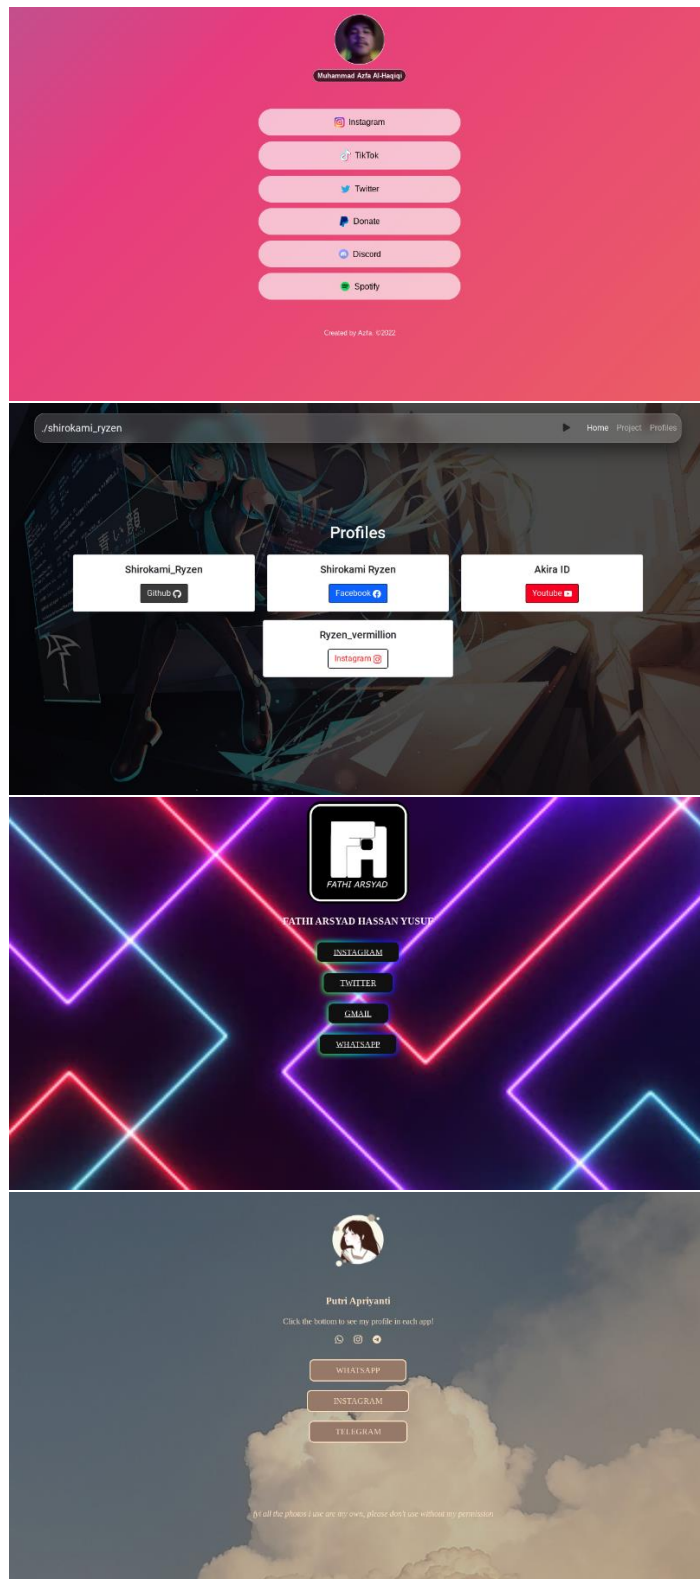 Muhammad Azfa Al-Haqiqi
Instagram
TikTok
Twitter
Donate
Discord
Spotify
Created by Azfa. ©2022
./shirokami_ryzen
Home Project Profiles
Profiles
Shirokami_Ryzen
Github
Shirokami Ryzen
Facebook
Akira ID
Youtube
Ryzen_vermillion
Instagram
FA
FATHI ARSYAD
FATHI ARSYAD HASSAN YUSUF
INSTAGRAM
TWITTER
GMAIL
WHATSAPP
Putri Apriyanti
Click the bottom to see my profile in each app!
WHATSAPP
INSTAGRAM
TELEGRAM
fyi all the photos i use are my own, please don't use without my permission